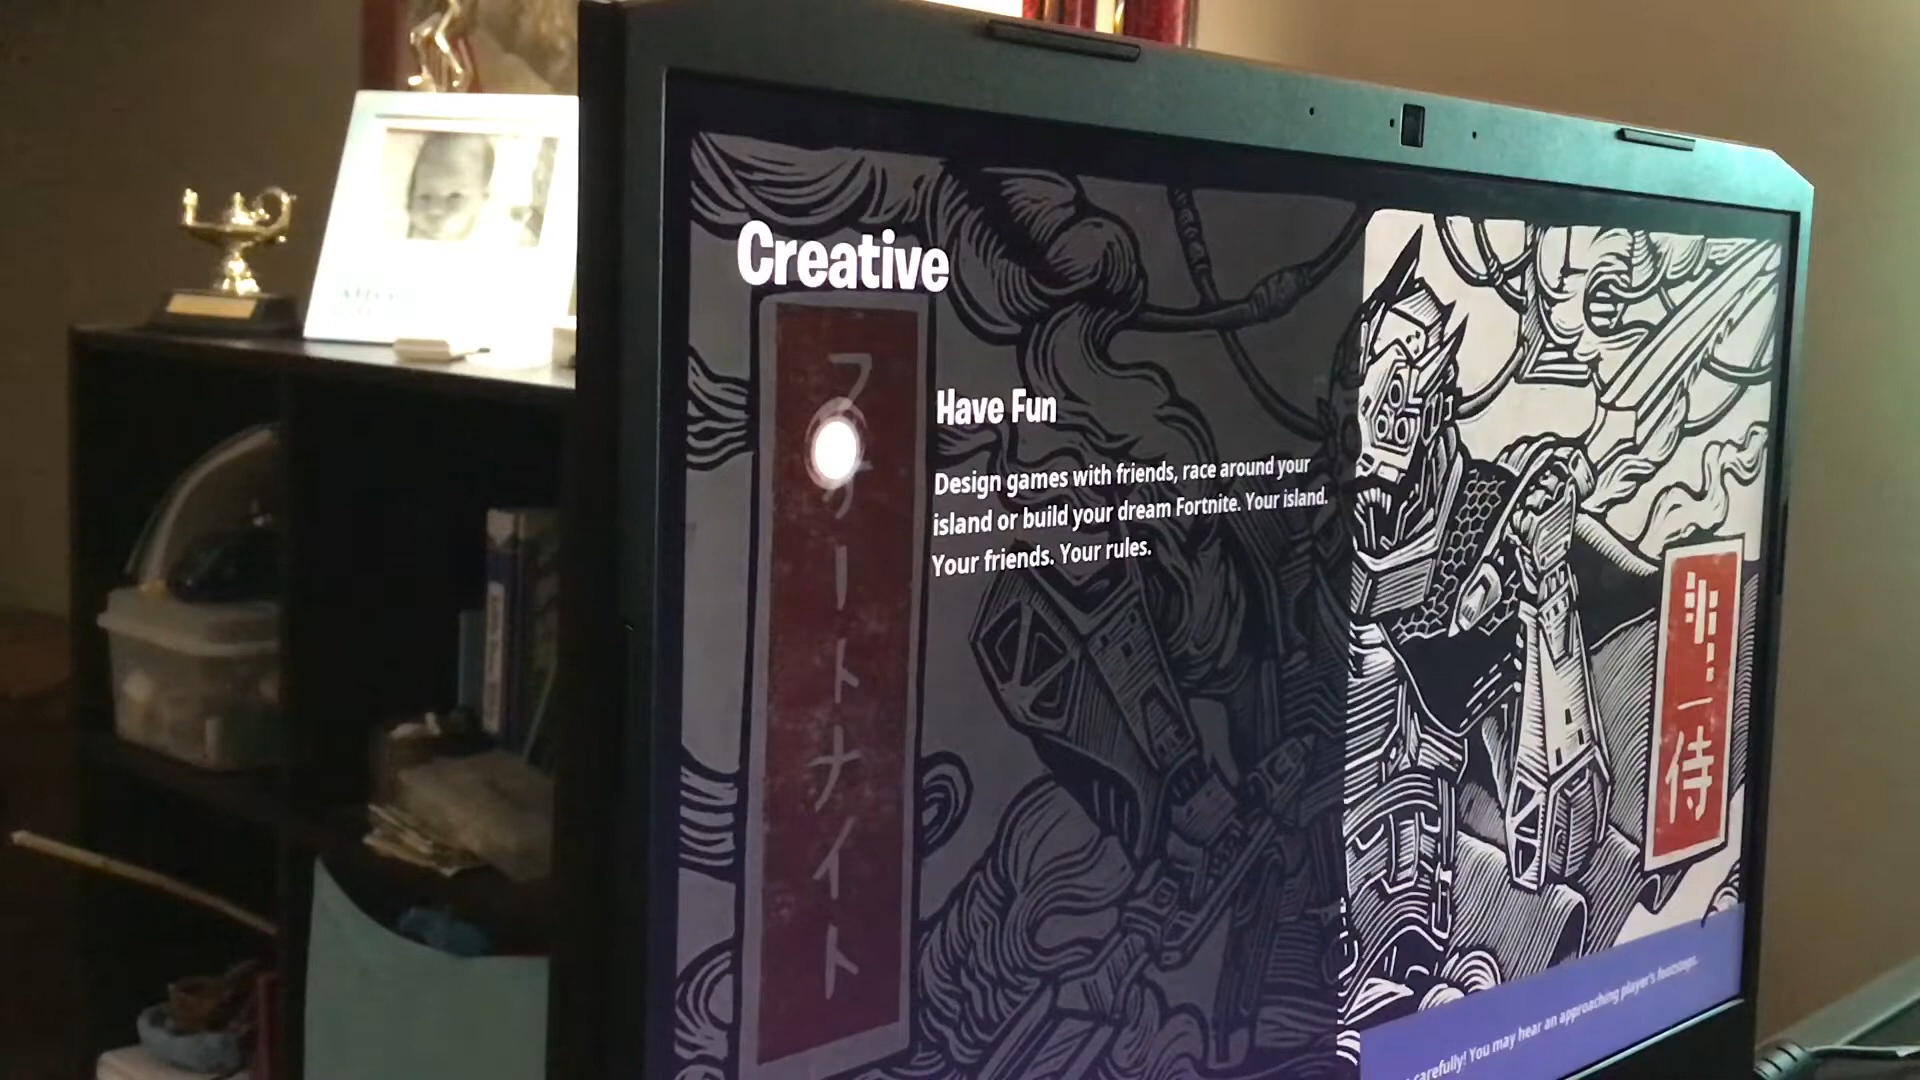 Creative
Have Fun
Design games with friends, race around your
island or build your dream Fortnite. Your island.
Your friends. Your rules.
フォートナイト
侍
carefully! You may hear an approaching player's footsteps.